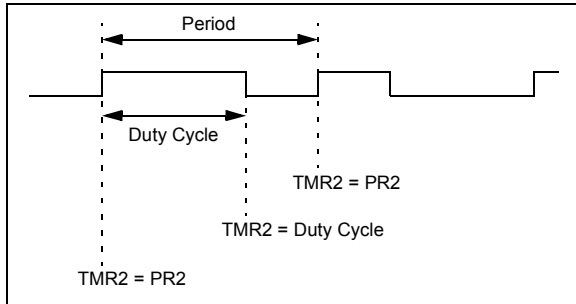 Period
Duty Cycle
TMR2 = PR2
TMR2 = Duty Cycle
TMR2 = PR2